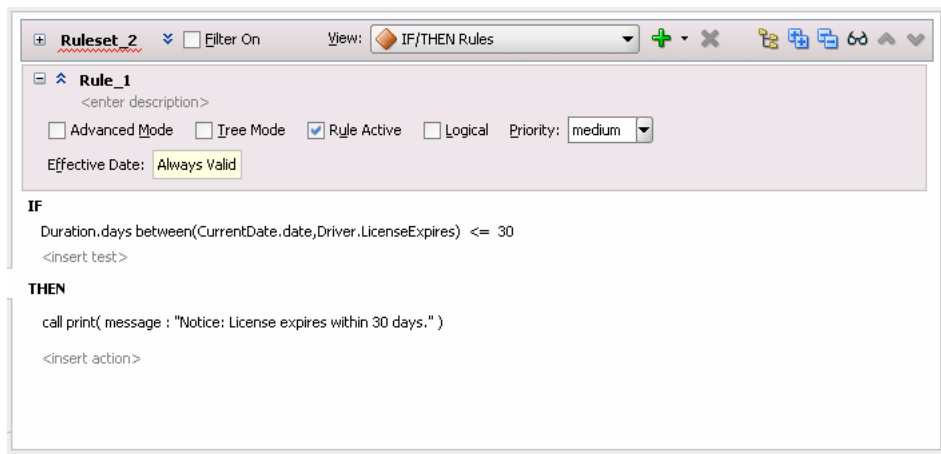 Ruleset_2 Filter On View: IF/THEN Rules
Rule_1
<enter description>
Advanced Mode Tree Mode Rule Active Logical Priority: medium
Effective Date: Always Valid
IF
Duration.days between(CurrentDate.date,Driver.LicenseExpires) <= 30
<insert test>
THEN
call print( message : "Notice: License expires within 30 days." )
<insert action>